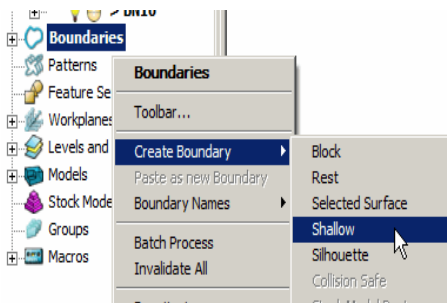 > BN10
Boundaries
Patterns
Feature Se
Workplanes
Levels and
Models
Stock Mode
Groups
Macros
Boundaries
Toolbar...
Create Boundary
Paste as new Boundary
Boundary Names
Batch Process
Invalidate All
Block
Rest
Selected Surface
Shallow
Silhouette
Collision Safe